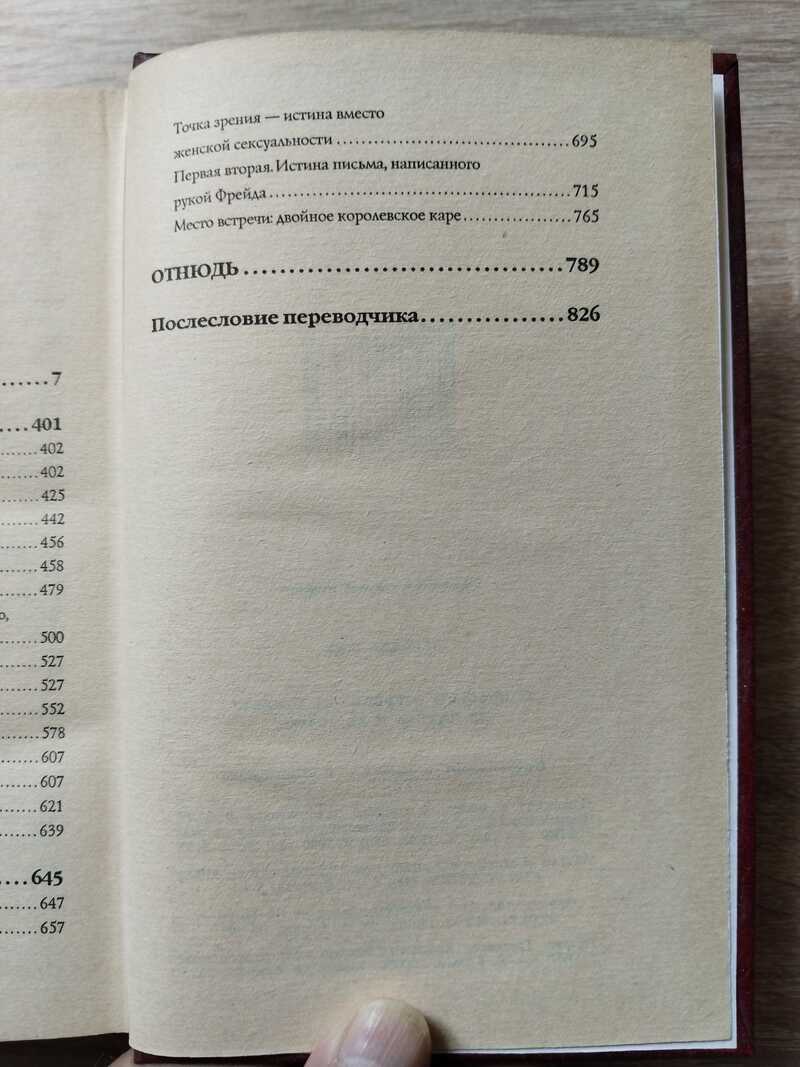 ......7
....401
.......402
.......402
.......425
.......442
.......456
.......458
.......479
о,
.......500
.......527
.......527
.......552
.......578
.......607
.......607
.......621
.......639
....645
.......647
.......657
Точка зрения — истина вместо
женской сексуальности.......................................695
Первая вторая. Истина письма, написанного
рукой Фрейда..................................................715
Место встречи: двойное королевское каре..................765
ОТНЮДЬ.............................789
Послесловие переводчика................826